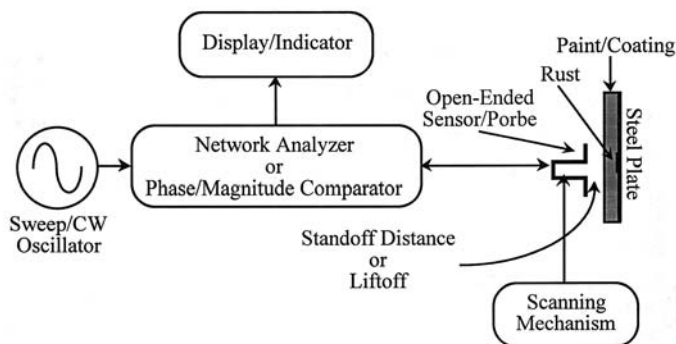 Display/Indicator
Paint/Coating
Rust
Open-Ended
Sensor/Porbe
Steel Plate
Network Analyzer
or
Phase/Magnitude Comparator
Sweep/CW
Oscillator
Standoff Distance
or
Liftoff
Scanning
Mechanism